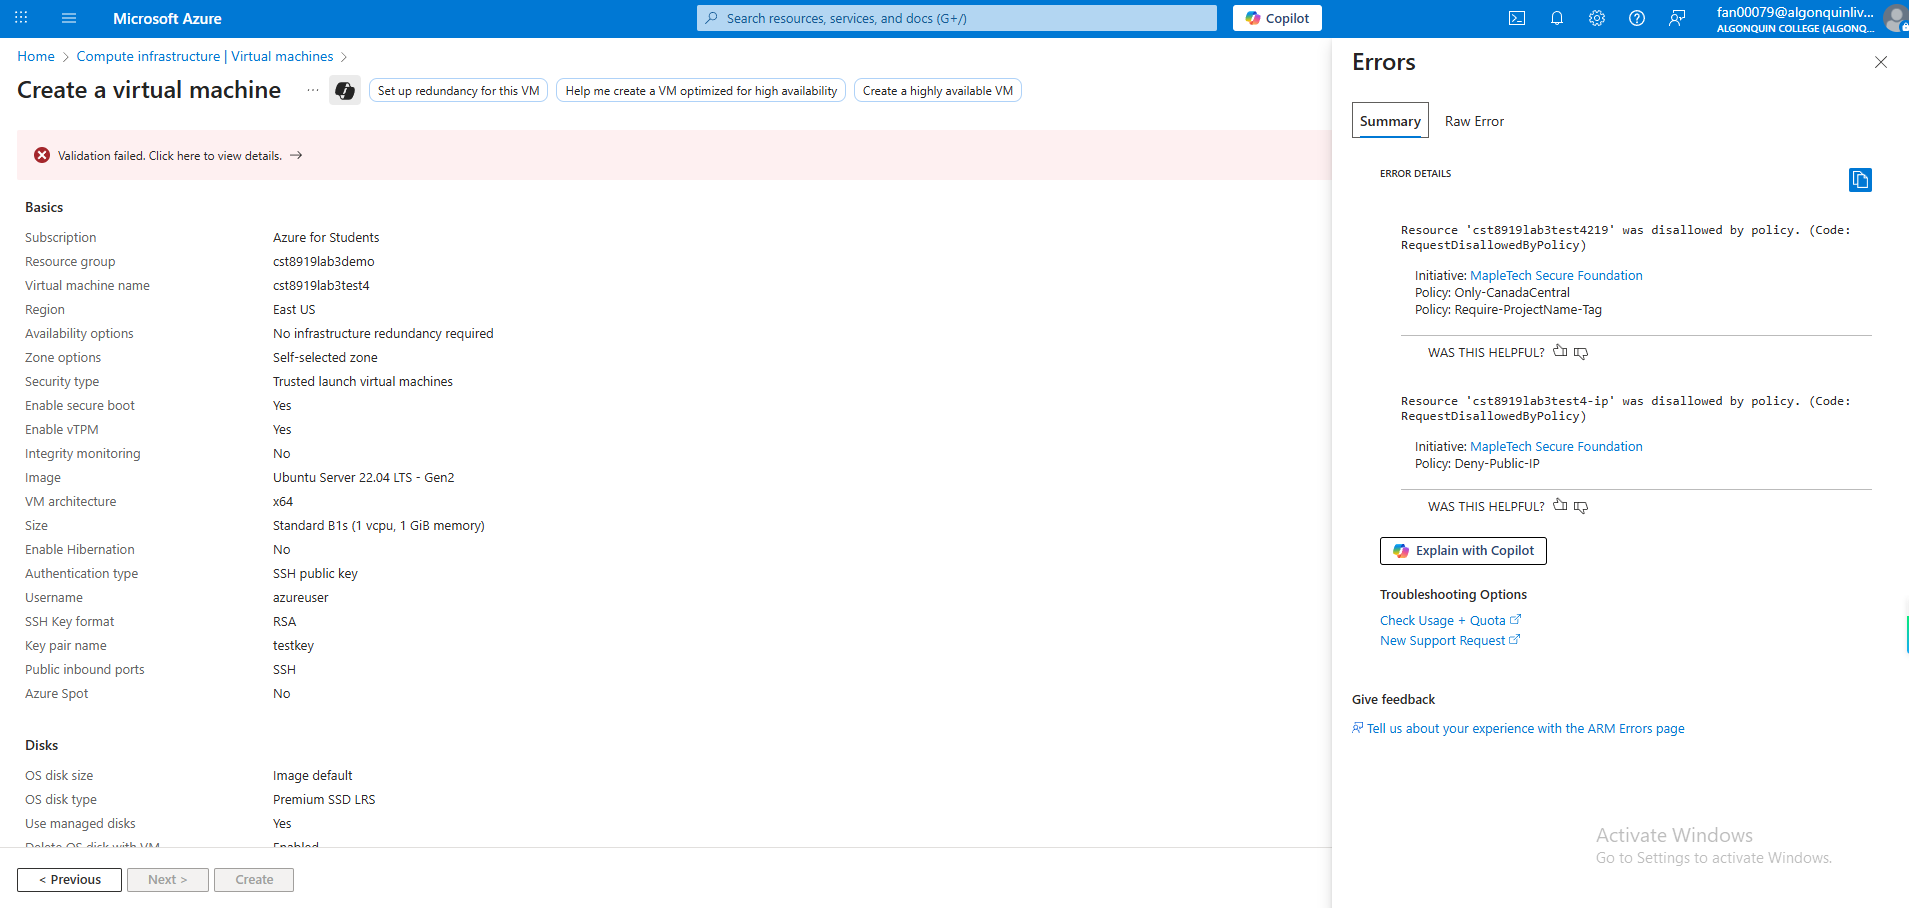 Microsoft Azure
Search resources, services, and docs (G+/)
Copilot
fan00079@algonquinliv...
ALGONQUIN COLLEGE (ALGONQ...
Home > Compute infrastructure | Virtual machines >
Create a virtual machine
...
Set up redundancy for this VM
Help me create a VM optimized for high availability
Create a highly available VM
Validation failed. Click here to view details. →
Basics
Subscription Azure for Students
Resource group cst8919lab3demo
Virtual machine name cst8919lab3test4
Region East US
Availability options No infrastructure redundancy required
Zone options Self-selected zone
Security type Trusted launch virtual machines
Enable secure boot Yes
Enable vTPM Yes
Integrity monitoring No
Image Ubuntu Server 22.04 LTS - Gen2
VM architecture x64
Size Standard B1s (1 vcpu, 1 GiB memory)
Enable Hibernation No
Authentication type SSH public key
Username azureuser
SSH Key format RSA
Key pair name testkey
Public inbound ports SSH
Azure Spot No
Disks
OS disk size Image default
OS disk type Premium SSD LRS
Use managed disks Yes
Delete OS disk with VM Enabled
< Previous
Next >
Create
Errors
Summary
Raw Error
ERROR DETAILS
Resource 'cst8919lab3test4219' was disallowed by policy. (Code:
RequestDisallowedByPolicy)
Initiative: MapleTech Secure Foundation
Policy: Only-CanadaCentral
Policy: Require-ProjectName-Tag
WAS THIS HELPFUL?
Resource 'cst8919lab3test4-ip' was disallowed by policy. (Code:
RequestDisallowedByPolicy)
Initiative: MapleTech Secure Foundation
Policy: Deny-Public-IP
WAS THIS HELPFUL?
Explain with Copilot
Troubleshooting Options
Check Usage + Quota
New Support Request
Give feedback
Tell us about your experience with the ARM Errors page
Activate Windows
Go to Settings to activate Windows.